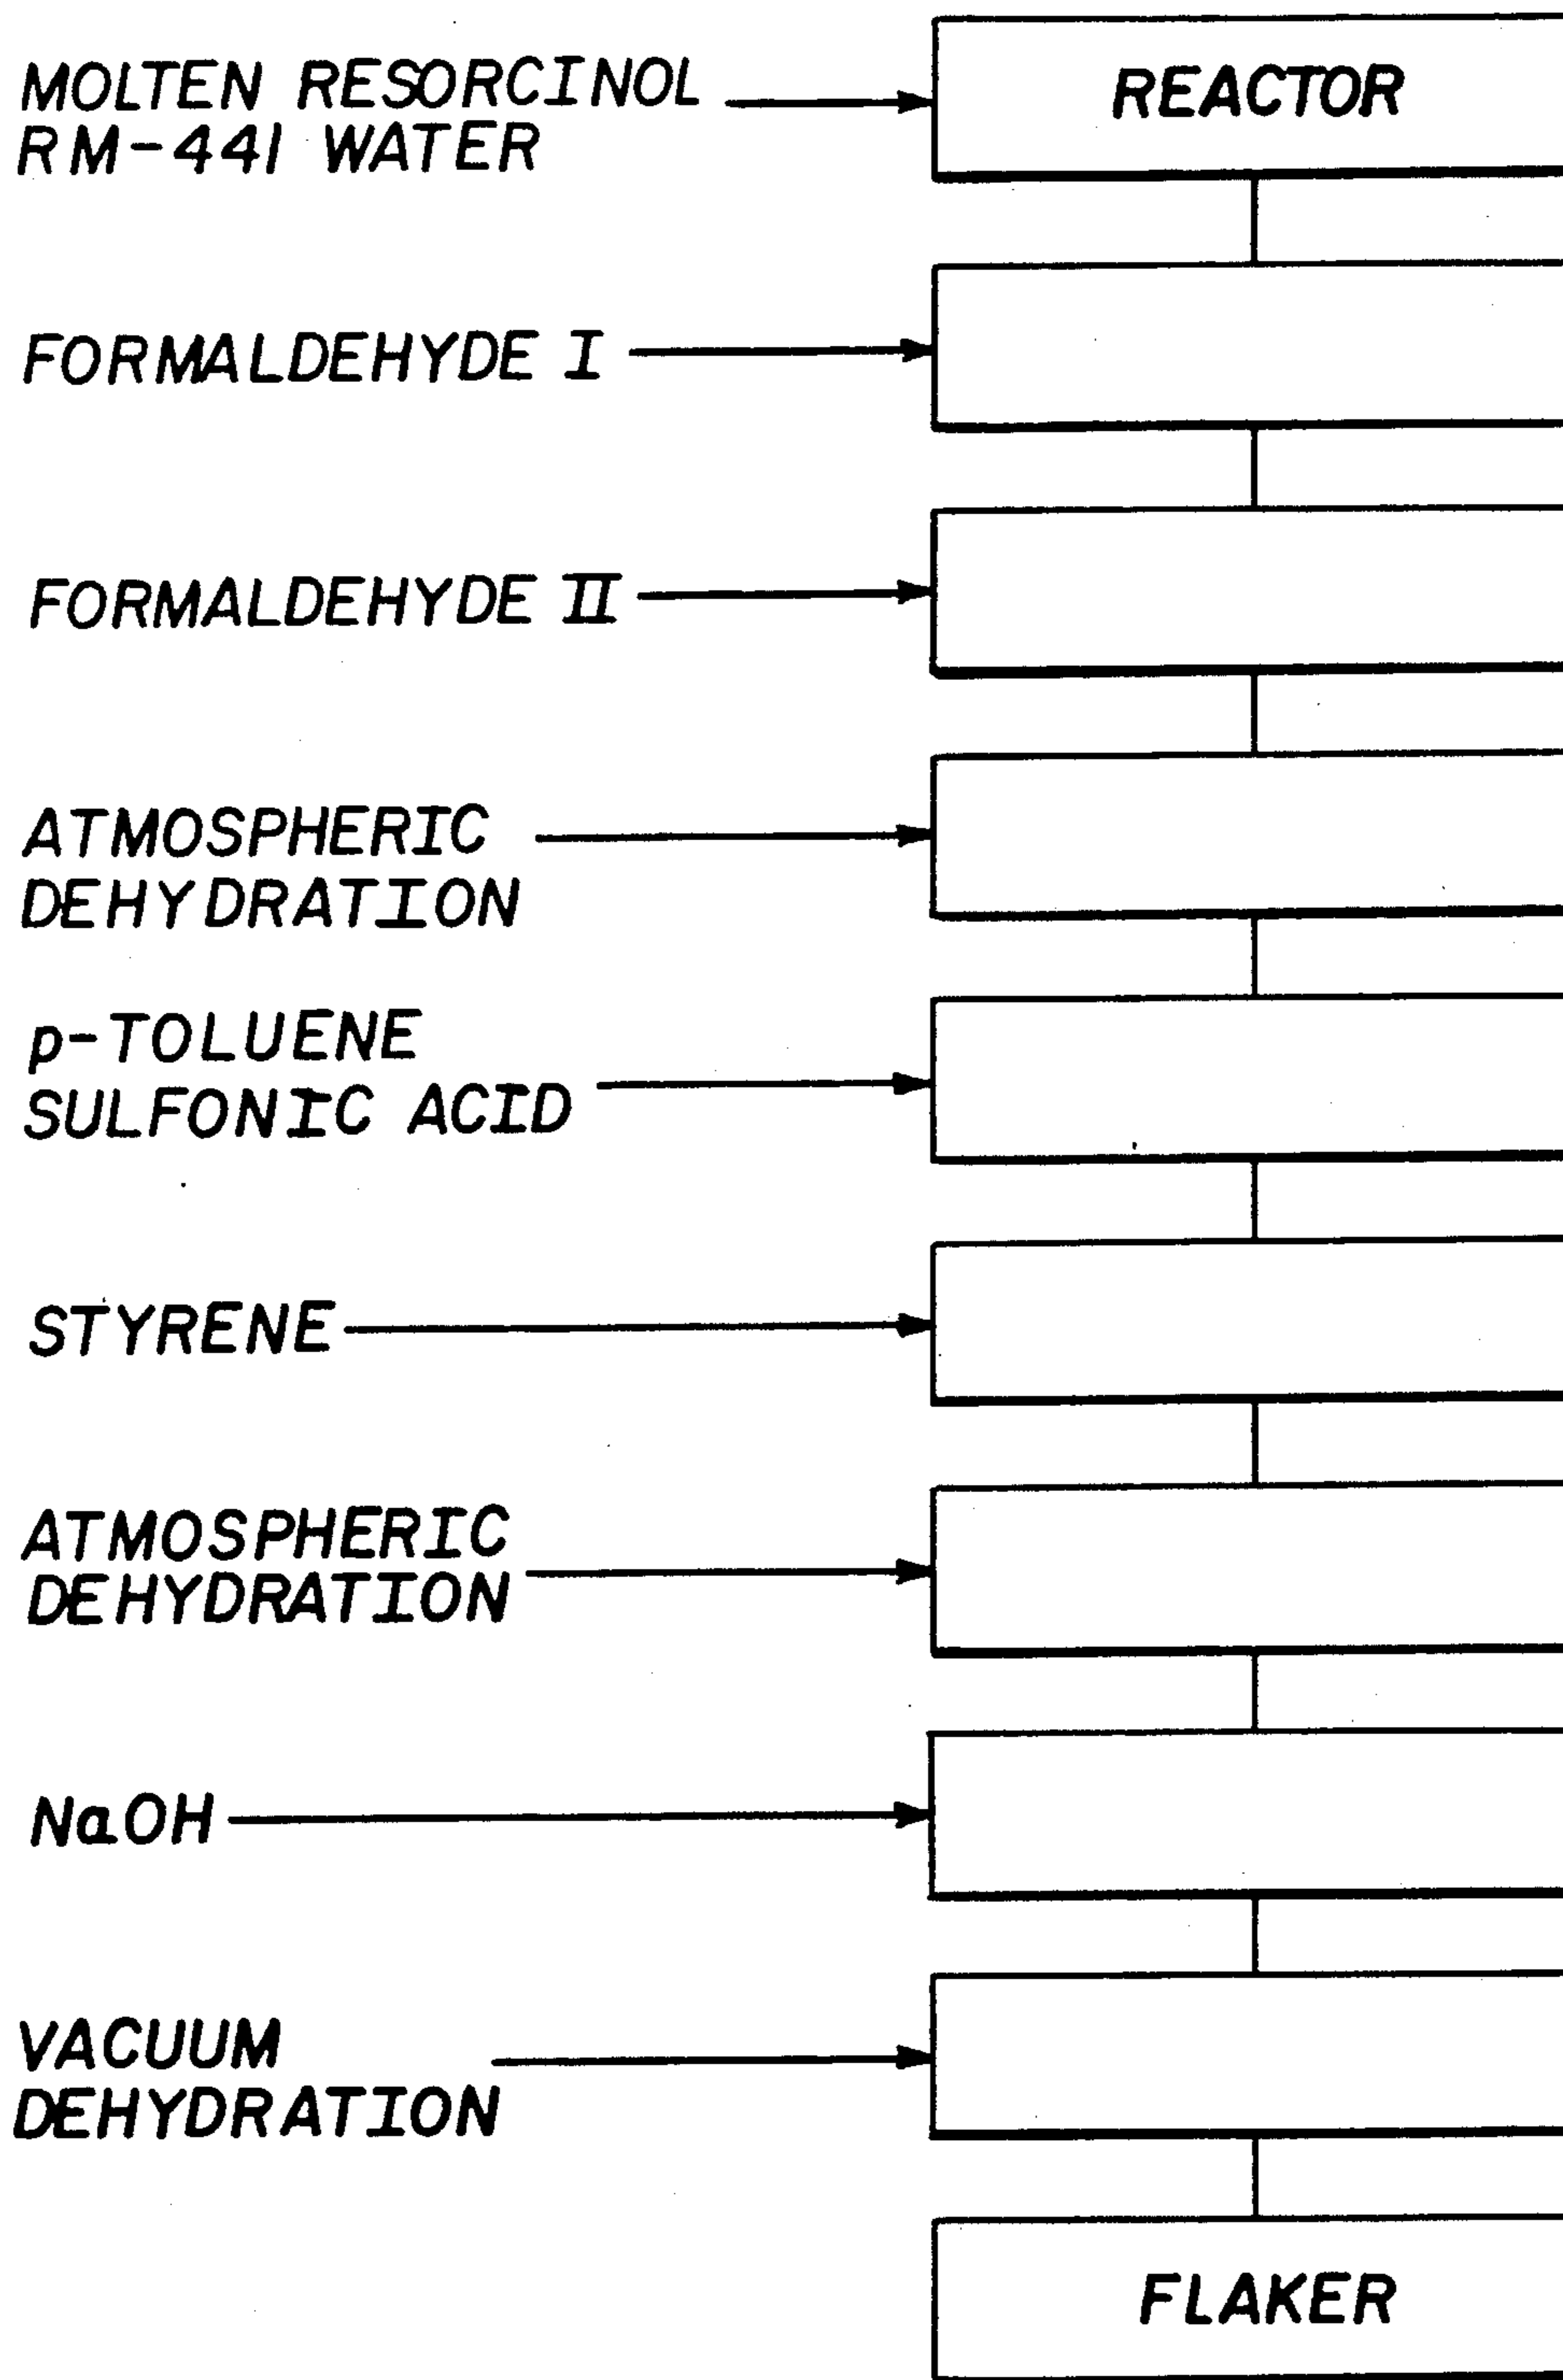 MOLTEN RESORCINOL
RM-441 WATER
REACTOR
FORMALDEHYDE I
FORMALDEHYDE II
ATMOSPHERIC
DEHYDRATION
p-TOLUENE
SULFONIC ACID
STYRENE
ATMOSPHERIC
DEHYDRATION
NaOH
VACUUM
DEHYDRATION
FLAKER